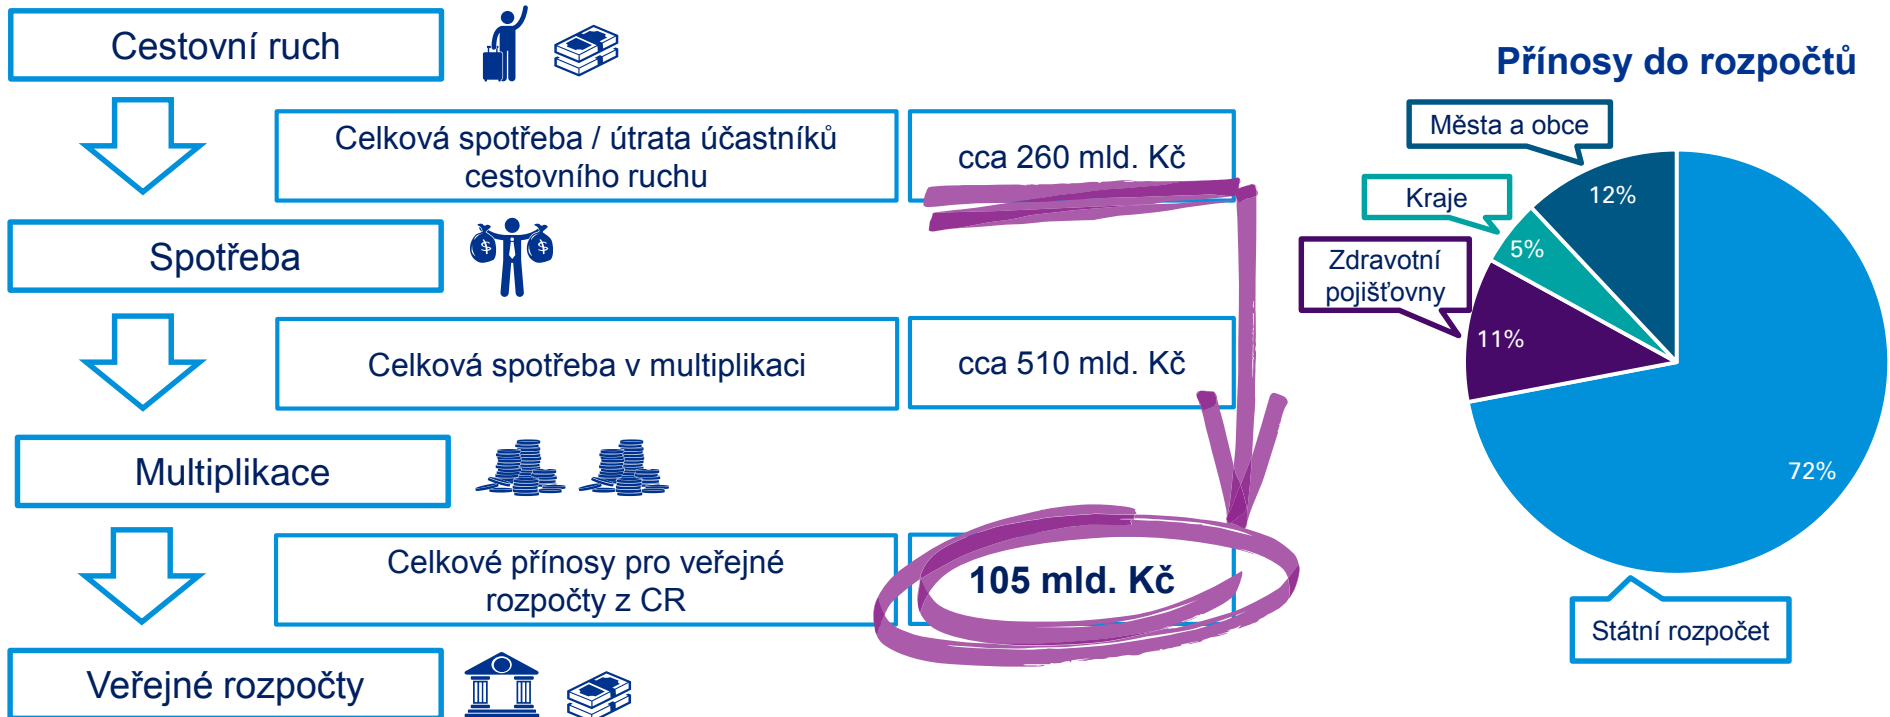 Cestovní ruch
Celková spotřeba / útrata účastníků
cestovního ruchu
cca 260 mld. Kč
Spotřeba
Celková spotřeba v multiplikaci
cca 510 mld. Kč
Multiplikace
Celkové přínosy pro veřejné
rozpočty z CR
105 mld. Kč
Veřejné rozpočty
Přínosy do rozpočtů
Města a obce
12%
Kraje
5%
Zdravotní
pojišťovny
11%
72%
Státní rozpočet